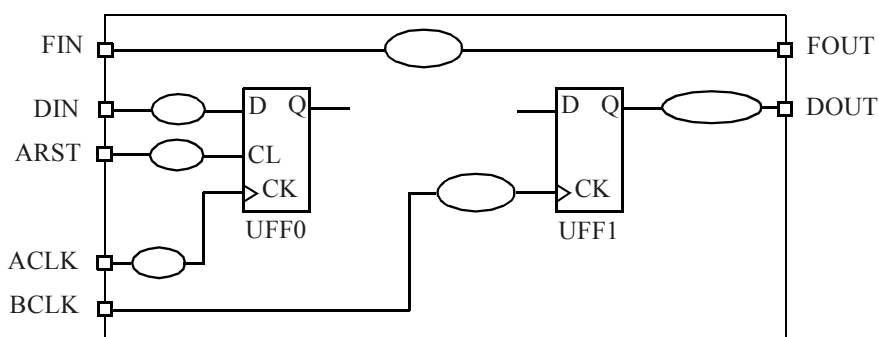 FIN FOUT
DIN D Q D Q DOUT
ARST CL
CK CK
UFF0 UFF1
ACLK
BCLK